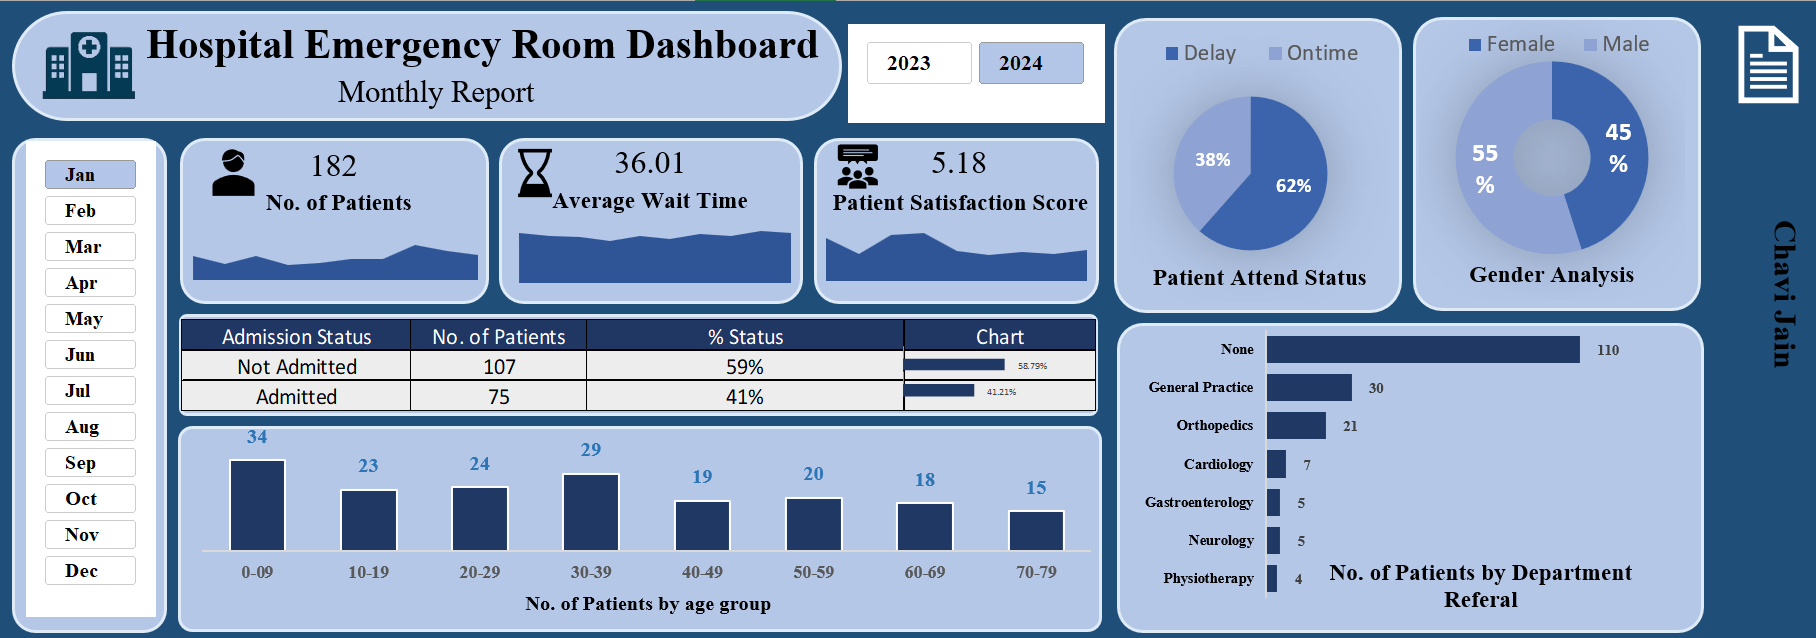 Hospital Emergency Room Dashboard
Monthly Report
2023
2024
Jan
Feb
Mar
Apr
May
Jun
Jul
Aug
Sep
Oct
Nov
Dec
182
No. of Patients
36.01
Average Wait Time
5.18
Patient Satisfaction Score
Admission Status No. of Patients % Status Chart
Not Admitted 107 59% 58.79%
Admitted 75 41% 41.21%
34 23 24 29 19 20 18 15
0-09 10-19 20-29 30-39 40-49 50-59 60-69 70-79
No. of Patients by age group
Delay Ontime
38%
62%
Patient Attend Status
Female Male
55
%
45
%
Gender Analysis
None 110
General Practice 30
Orthopedics 21
Cardiology 7
Gastroenterology 5
Neurology 5
Physiotherapy 4
No. of Patients by Department
Referal
Chavi Jain